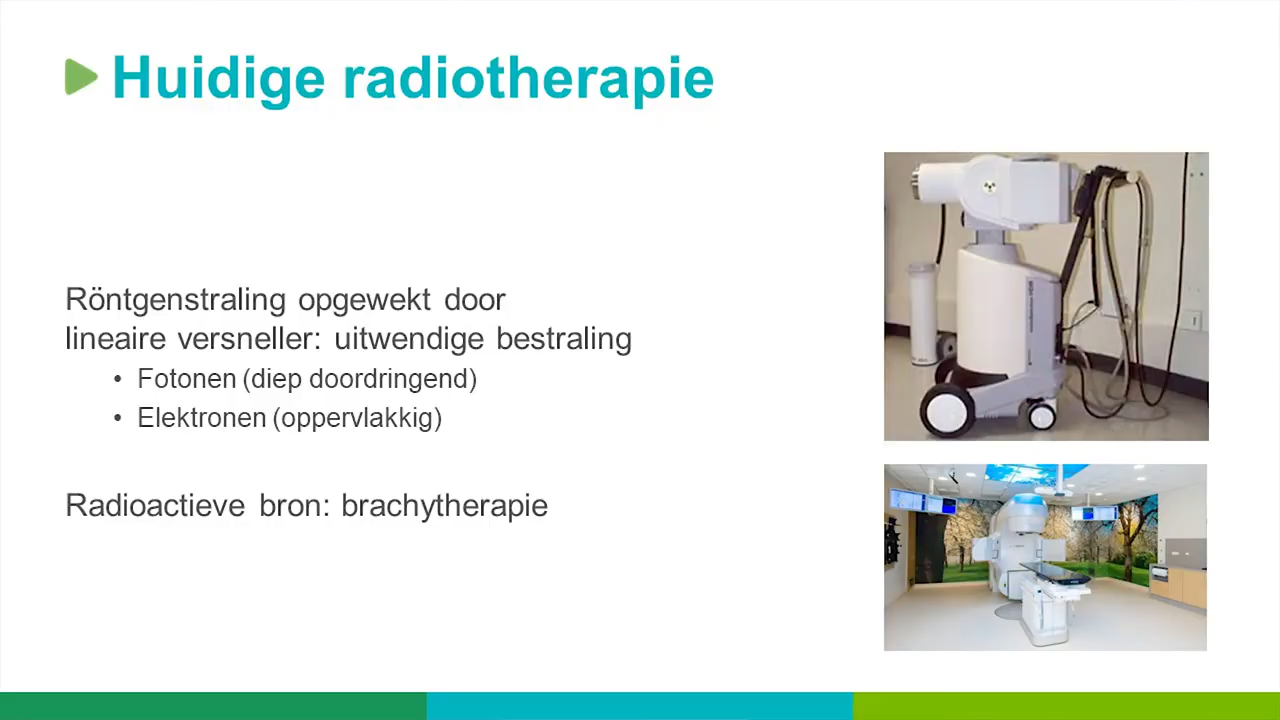 Huidige radiotherapie
Röntgenstraling opgewekt door
lineaire versneller: uitwendige bestraling
• Fotonen (diep doordringend)
• Elektronen (oppervlakkig)
Radioactieve bron: brachytherapie